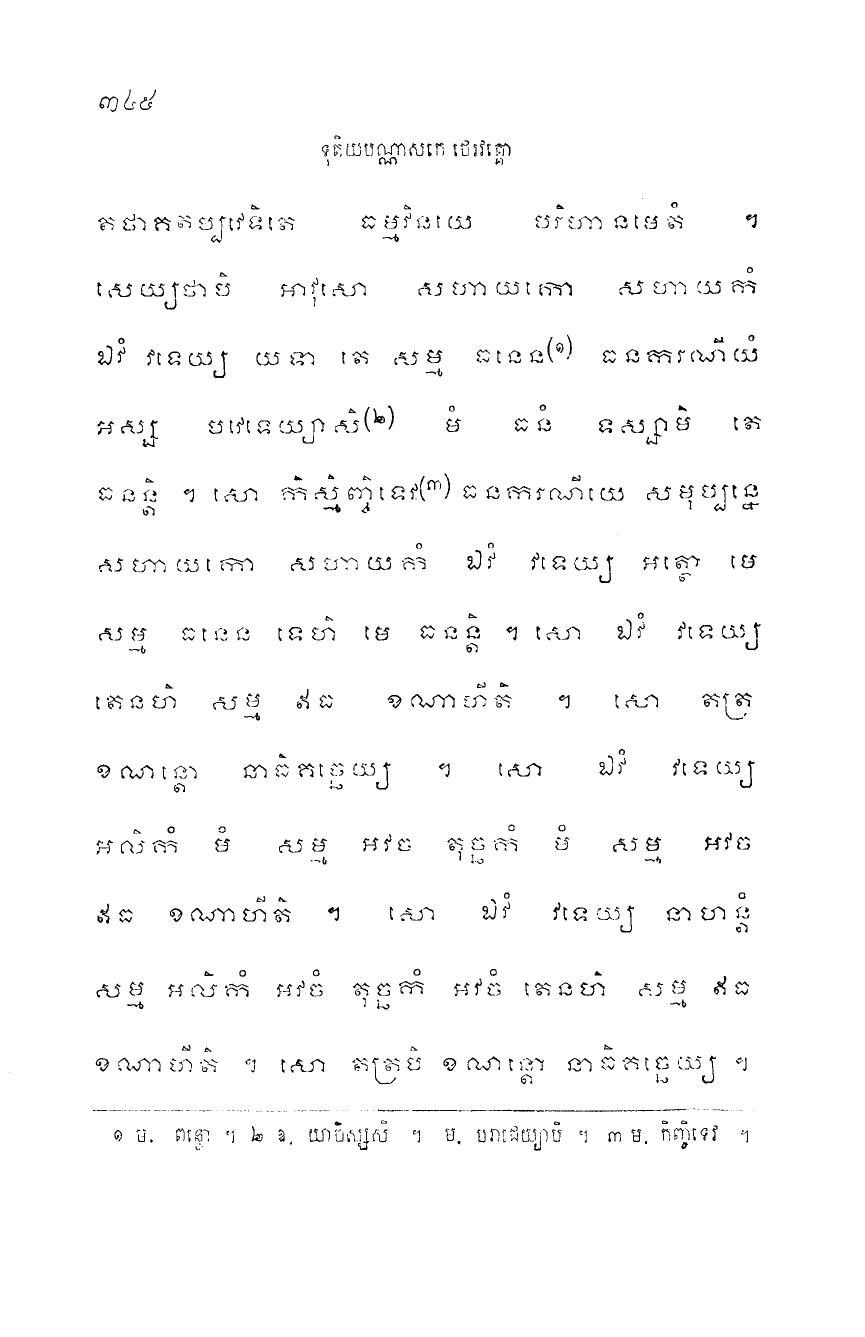 ៣៤៥
ទុតិយបណ្ណាសកេ ថេរវគ្គោ
តថាគតប្បវេទិតេ ធម្មវិនយេ បរិហានមេតំ ។
សេយ្យថាបិ អាវុសោ សហាយកោ សហាយកំ
ឯវំ វទេយ្យ យទា តេ សម្ម ធនេន(១) ធនករណីយំ
អស្ស បវេទេយ្យាសិ(២) មំ ធនំ ទស្សាមិ តេ
ធនន្តិ ។ សោ កិស្មិញ្ចិទេវ(៣) ធនករណីយេ សមុប្បន្នេ
សហាយកោ សហាយកំ ឯវំ វទេយ្យ អត្ថោ មេ
សម្ម ធនេន ទេហិ មេ ធនន្តិ ។ សោ ឯវំ វទេយ្យ
តេនហិ សម្ម ឥធ ខណាហីតិ ។ សោ តត្រ
ខណន្តោ នាធិគច្ឆេយ្យ ។ សោ ឯវំ វទេយ្យ
អលិកំ មំ សម្ម អវច តុច្ឆកំ មំ សម្ម អវច
ឥធ ខណាហីតិ ។ សោ ឯវំ វទេយ្យ នាហន្តំ
សម្ម អលិកំ អវចំ តុច្ឆកំ អវចំ តេនហិ សម្ម ឥធ
ខណាហីតិ ។ សោ តត្របិ ខណន្តោ នាធិគច្ឆេយ្យ ។
១ ម. ពន្ធោ ។ ២ ឱ. យាចិស្សសិ ។ ម. បរាជេយ្យាបិ ។ ៣ ម. កិញ្ចិទេវ ។